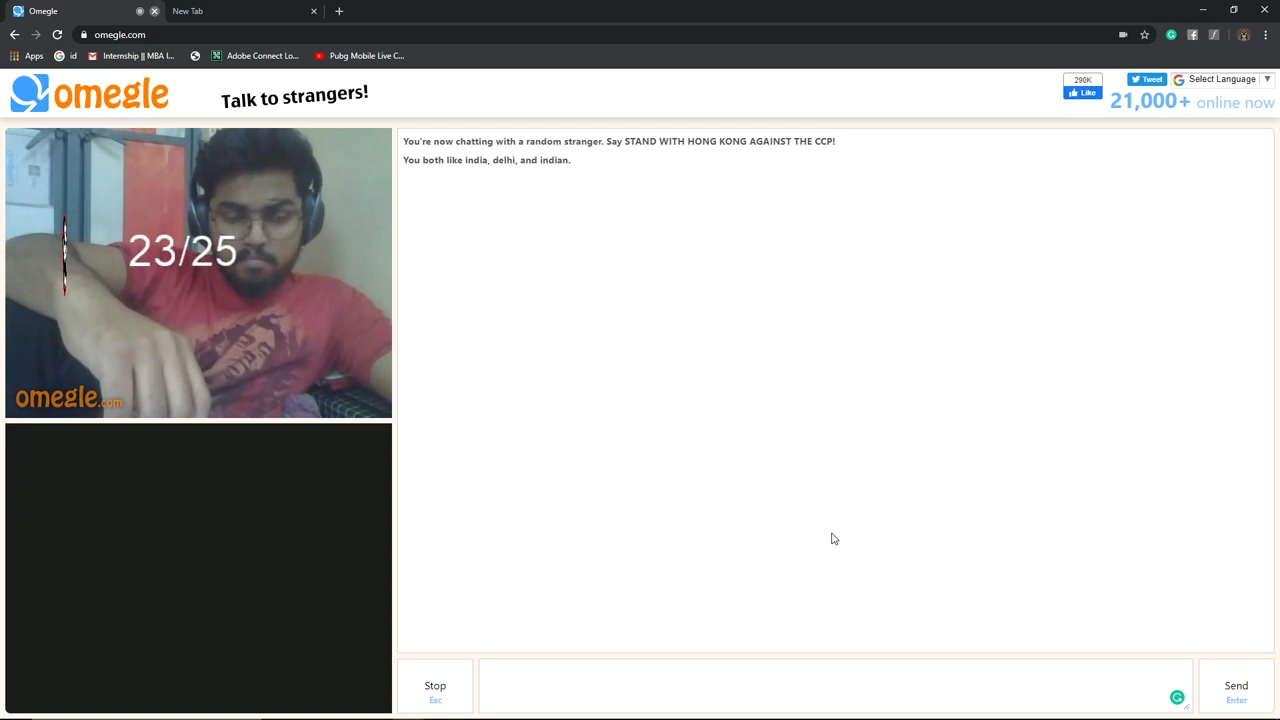 Omegle
New Tab
omegle.com
Apps
id
Internship || MBA I...
Adobe Connect Lo...
Pubg Mobile Live C...
omegle
Talk to strangers!
290K
Like
Tweet
Select Language
21,000+ online now
You're now chatting with a random stranger. Say STAND WITH HONG KONG AGAINST THE CCP!
You both like india, delhi, and indian.
23/25
omegle.com
Stop
Esc
Send
Enter